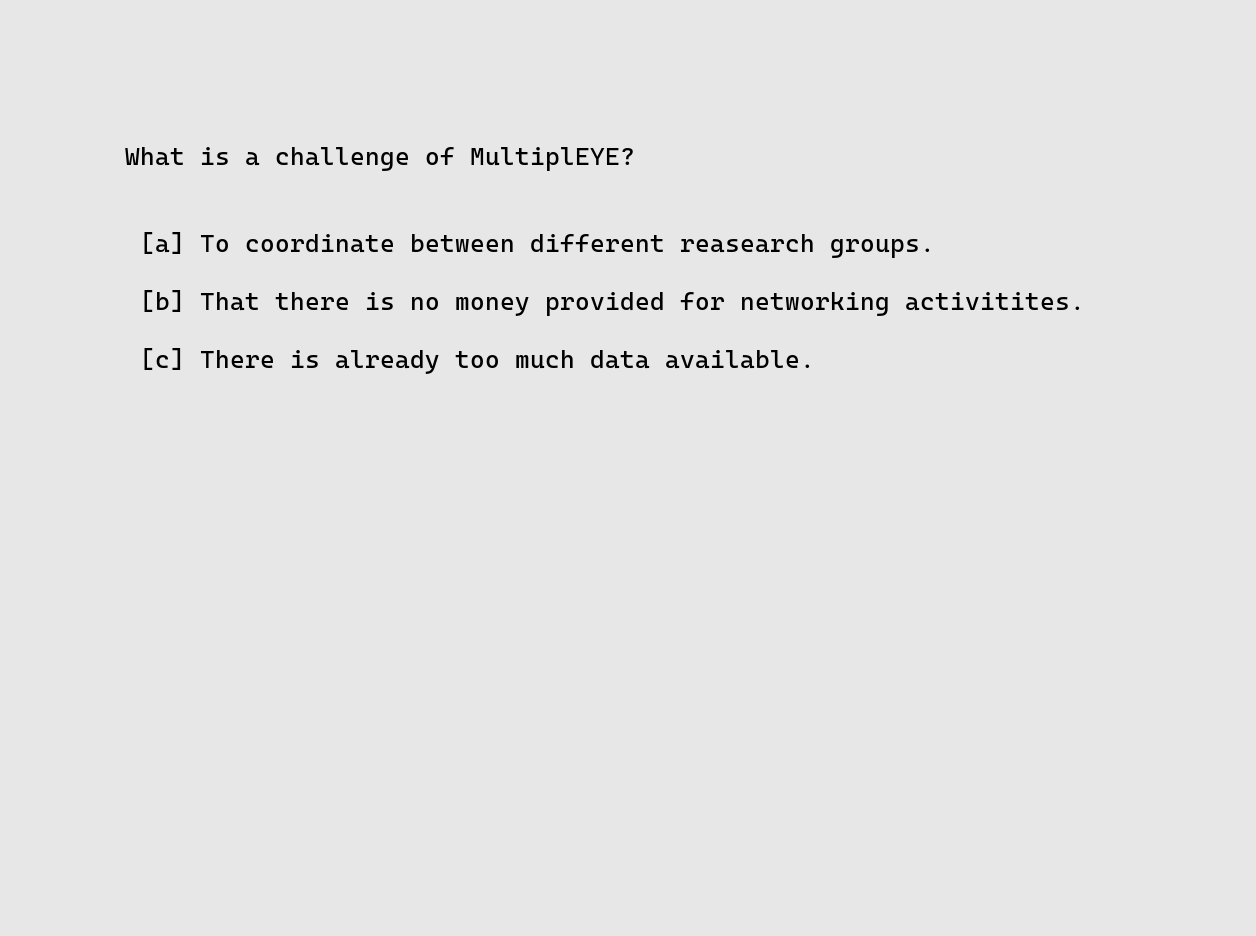 What is a challenge of MultiplEYE?
[a] To coordinate between different reasearch groups.
[b] That there is no money provided for networking activitites.
[c] There is already too much data available.